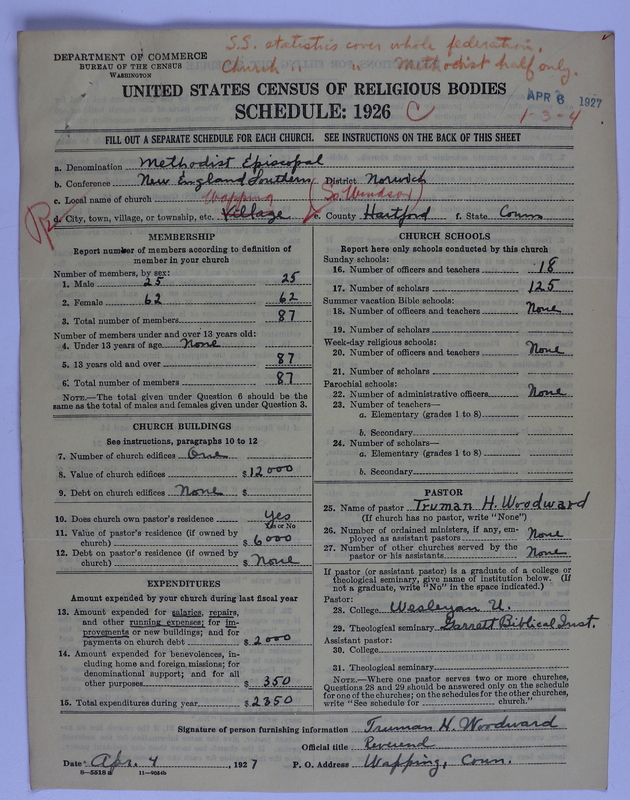 S.S. statistics cover whole federation.
Church " " Methodist half only.
DEPARTMENT OF COMMERCE
BUREAU OF THE CENSUS
WASHINGTON
UNITED STATES CENSUS OF RELIGIOUS BODIES
APR 6 1927
SCHEDULE: 1926 C
1-3-4
FILL OUT A SEPARATE SCHEDULE FOR EACH CHURCH. SEE INSTRUCTIONS ON THE BACK OF THIS SHEET
a. Denomination Methodist Episcopal
b. Conference New England Southern District Norwich
c. Local name of church Wapping (So. Windsor)
d. City, town, village, or township, etc. Village e. County Hartford f. State Conn
MEMBERSHIP
Report number of members according to definition of
member in your church
Number of members, by sex:
1. Male 25 25
2. Female 62 62
3. Total number of members 87
Number of members under and over 13 years old:
4. Under 13 years of age None
5. 13 years old and over 87
6. Total number of members 87
NOTE.—The total given under Question 6 should be
same as the total of males and females given under Question 3.
CHURCH BUILDINGS
See instructions, paragraphs 10 to 12
7. Number of church edifices One
8. Value of church edifices $12000
9. Debt on church edifices None $
10. Does church own pastor's residence Yes
Yes or No
11. Value of pastor's residence (if owned by
church) $6000
12. Debt on pastor's residence (if owned by
church) $ None
EXPENDITURES
Amount expended by your church during last fiscal year
13. Amount expended for salaries, repairs,
and other running expenses; for im-
provements or new buildings; and for
payments on church debt $2000
14. Amount expended for benevolences, in-
cluding home and foreign missions; for
denominational support; and for all
other purposes $350
15. Total expenditures during year $2350
CHURCH SCHOOLS
Report here only schools conducted by this church
Sunday schools:
16. Number of officers and teachers 18
17. Number of scholars 125
Summer vacation Bible schools:
18. Number of officers and teachers None
19. Number of scholars
Week-day religious schools:
20. Number of officers and teachers None
21. Number of scholars
Parochial schools:
22. Number of administrative officers None
23. Number of teachers—
a. Elementary (grades 1 to 8)
b. Secondary
24. Number of scholars—
a. Elementary (grades 1 to 8)
b. Secondary
PASTOR
25. Name of pastor Truman H. Woodward
(If church has no pastor, write "None")
26. Number of ordained ministers, if any, em-
ployed as assistant pastors None
27. Number of other churches served by the
pastor or his assistants None
If pastor (or assistant pastor) is a graduate of a college or
theological seminary, give name of institution below. (If
not a graduate, write "No" in the space indicated.)
Pastor:
28. College Wesleyan U.
29. Theological seminary Garrett Biblical Inst.
Assistant pastor:
30. College
31. Theological seminary
NOTE.—Where one pastor serves two or more churches,
Questions 28 and 29 should be answered only on the schedule
for one of the churches; on the schedules for the other churches,
write "See schedule for church."
Signature of person furnishing information Truman H. Woodward
Official title Reverend
Date Apr. 4, 1927 P. O. Address Wapping, Conn.
8-5518 11-9034b